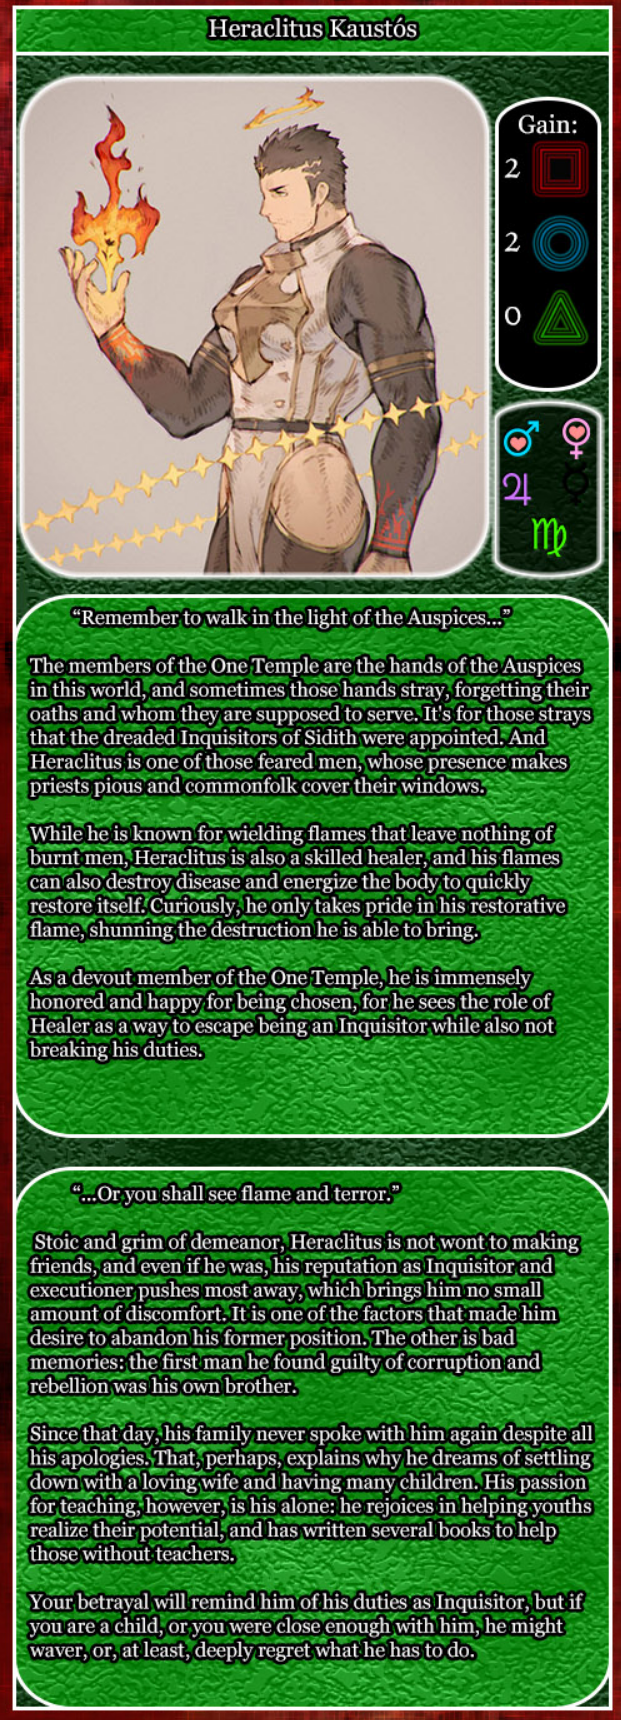 Heraclitus Kaustós
Gain:
2
2
0
“Remember to walk in the light of the Auspices...”
The members of the One Temple are the hands of the Auspices
in this world, and sometimes those hands stray, forgetting their
oaths and whom they are supposed to serve. It's for those strays
that the dreaded Inquisitors of Sidith were appointed. And
Heraclitus is one of those feared men, whose presence makes
priests pious and commonfolk cover their windows.
While he is known for wielding flames that leave nothing of
burnt men, Heraclitus is also a skilled healer, and his flames
can also destroy disease and energize the body to quickly
restore itself. Curiously, he only takes pride in his restorative
flame, shunning the destruction he is able to bring.
As a devout member of the One Temple, he is immensely
honored and happy for being chosen, for he sees the role of
Healer as a way to escape being an Inquisitor while also not
breaking his duties.
“...Or you shall see flame and terror.”
Stoic and grim of demeanor, Heraclitus is not wont to making
friends, and even if he was, his reputation as Inquisitor and
executioner pushes most away, which brings him no small
amount of discomfort. It is one of the factors that made him
desire to abandon his former position. The other is bad
memories: the first man he found guilty of corruption and
rebellion was his own brother.
Since that day, his family never spoke with him again despite all
his apologies. That, perhaps, explains why he dreams of settling
down with a loving wife and having many children. His passion
for teaching, however, is his alone: he rejoices in helping youths
realize their potential, and has written several books to help
those without teachers.
Your betrayal will remind him of his duties as Inquisitor, but if
you are a child, or you were close enough with him, he might
waver, or, at least, deeply regret what he has to do.